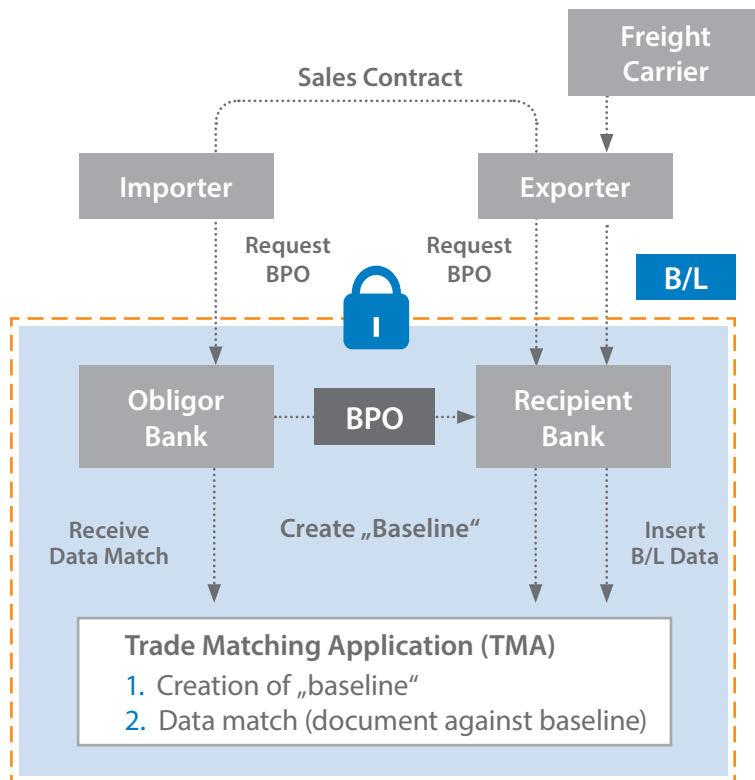 Freight
Carrier
Sales Contract
Importer
Exporter
Request
BPO
Request
BPO
B/L
Obligor
Bank
BPO
Recipient
Bank
Receive
Data Match
Create „Baseline“
Insert
B/L Data
Trade Matching Application (TMA)
1. Creation of „baseline“
2. Data match (document against baseline)